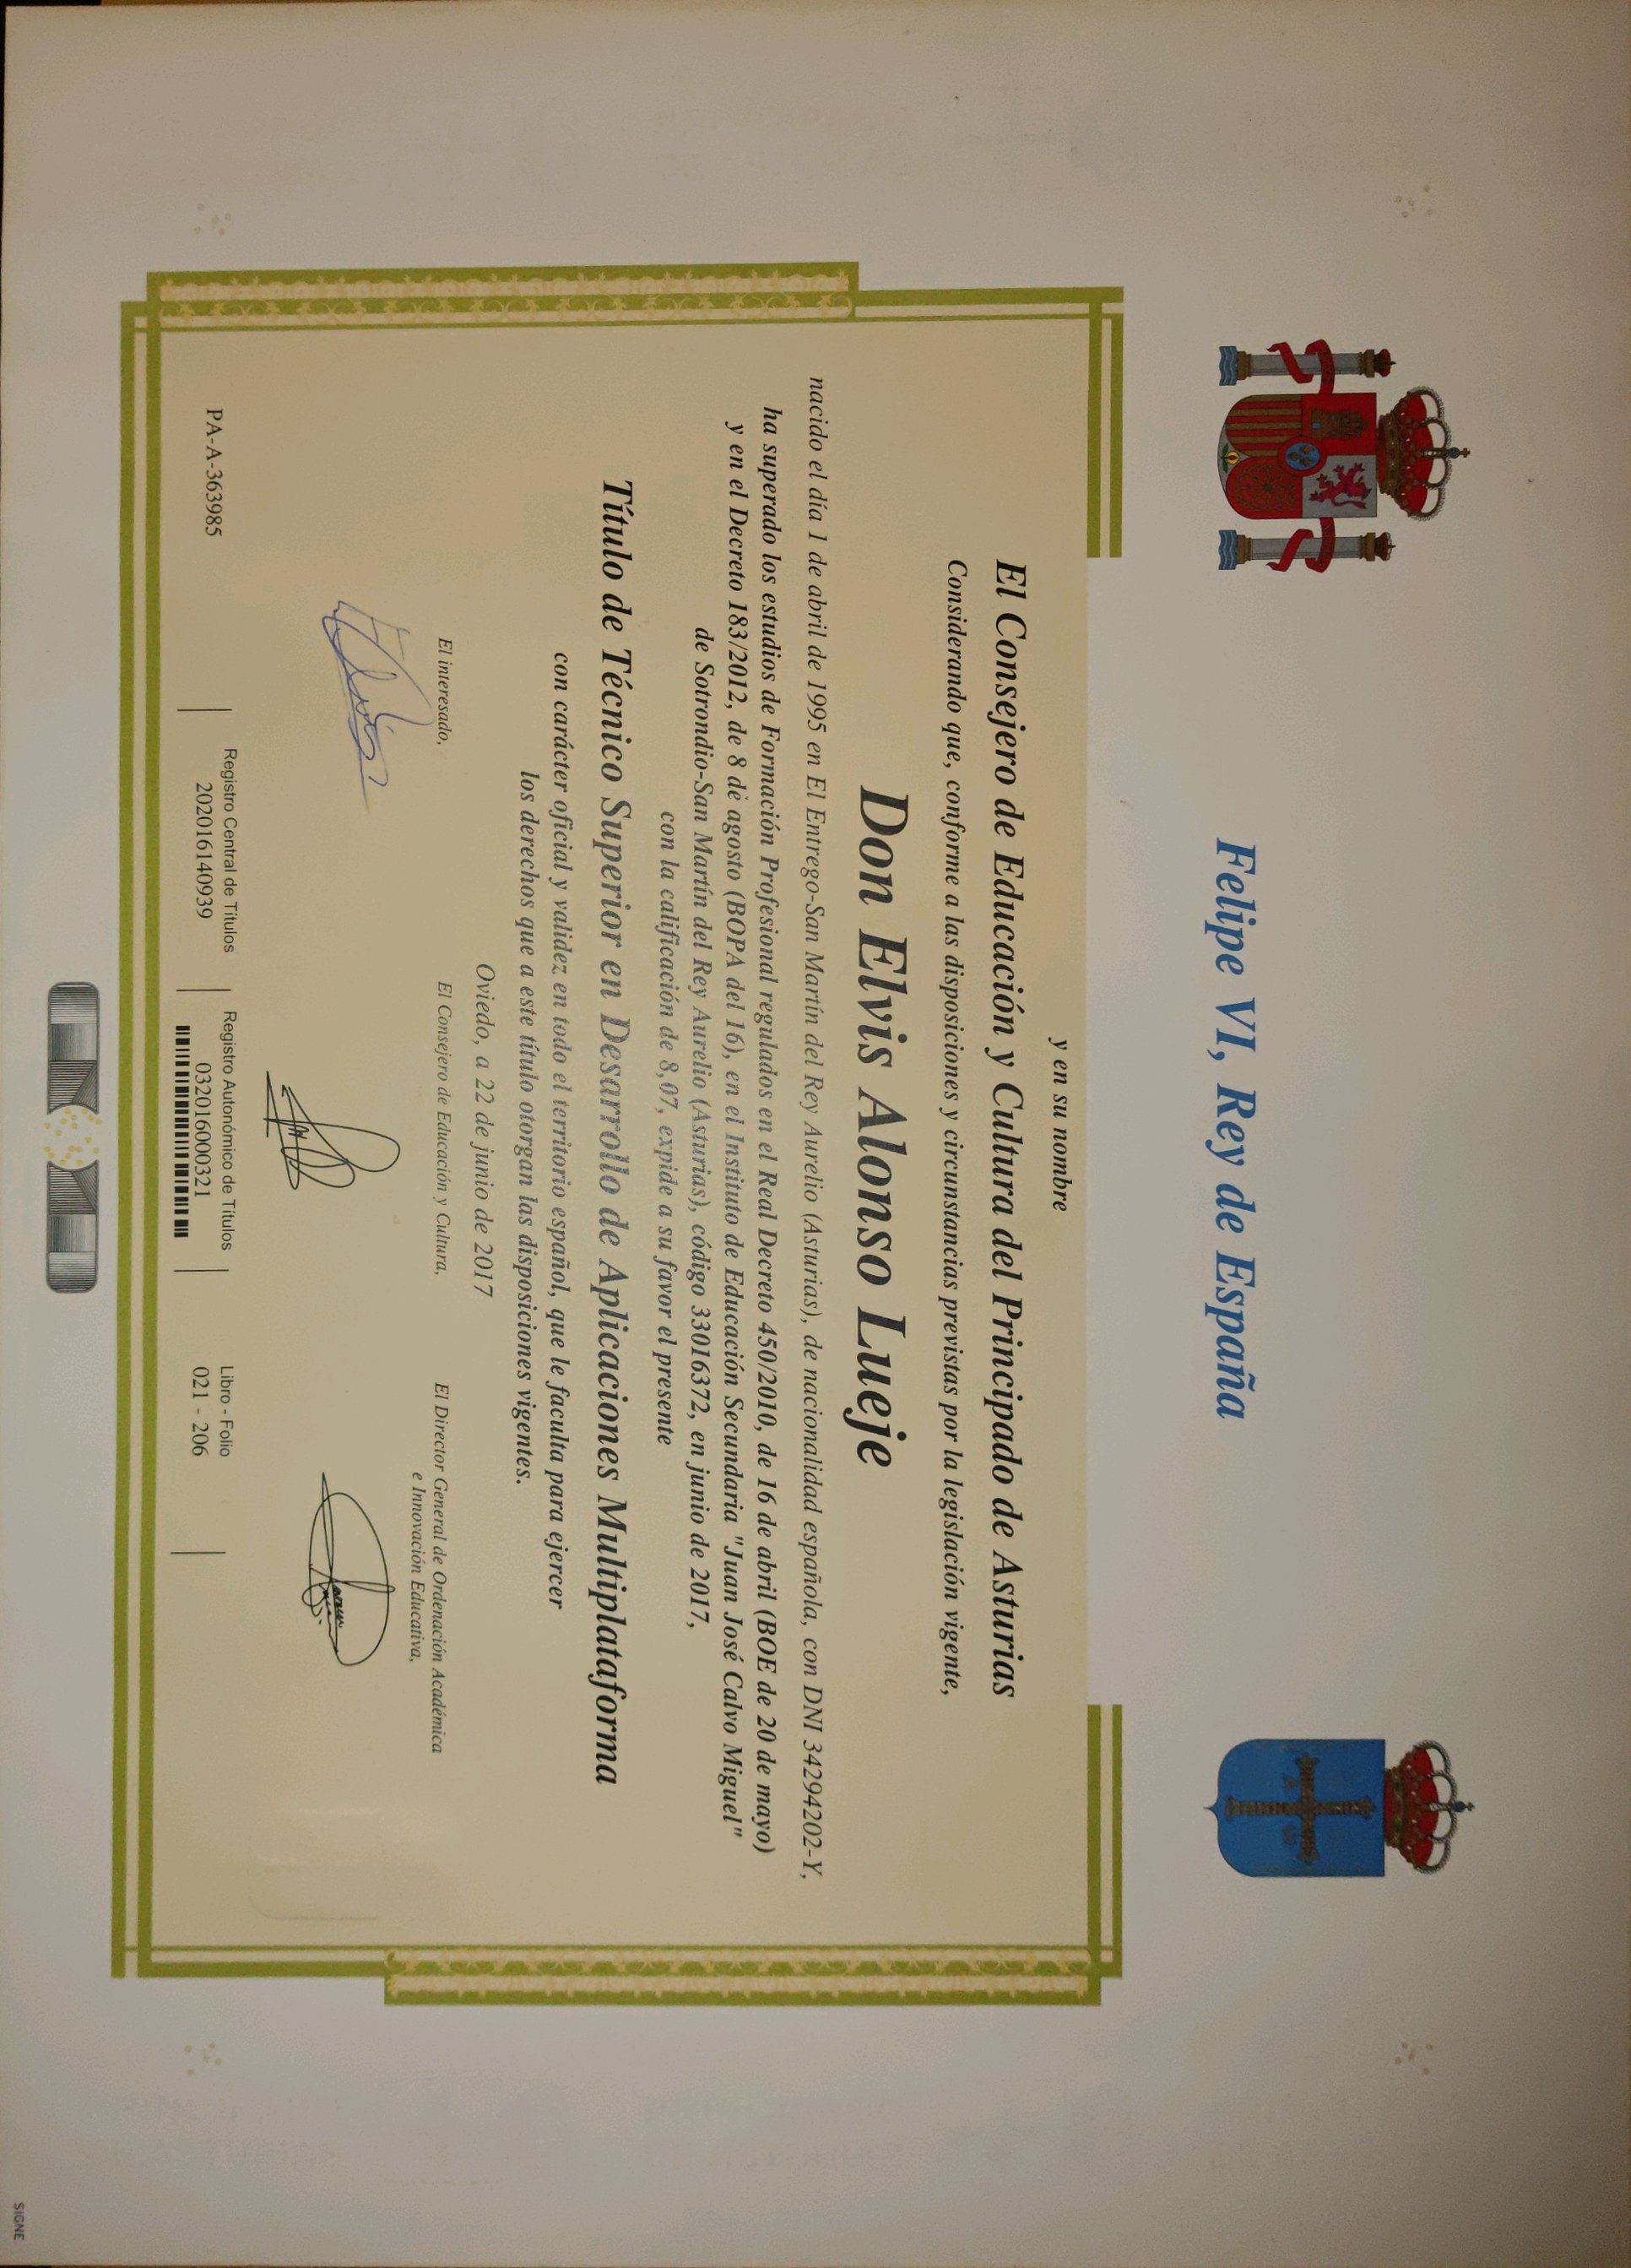 Felipe VI, Rey de España
y en su nombre
El Consejero de Educación y Cultura del Principado de Asturias
Considerando que, conforme a las disposiciones y circunstancias previstas por la legislación vigente,
Don Elvis Alonso Lueje
nacido el día 1 de abril de 1995 en El Entrego-San Martín del Rey Aurelio (Asturias), de nacionalidad española, con DNI 34294202-Y,
ha superado los estudios de Formación Profesional regulados en el Real Decreto 450/2010, de 16 de abril (BOE de 20 de mayo)
y en el Decreto 183/2012, de 8 de agosto (BOPA del 16), en el Instituto de Educación Secundaria "Juan José Calvo Miguel"
de Sotrondio-San Martín del Rey Aurelio (Asturias), código 33016372, en junio de 2017,
con la calificación de 8,07, expide a su favor el presente
Título de Técnico Superior en Desarrollo de Aplicaciones Multiplataforma
con carácter oficial y validez en todo el territorio español, que le faculta para ejercer
los derechos que a este título otorgan las disposiciones vigentes.
Oviedo, a 22 de junio de 2017
El interesado,
El Consejero de Educación y Cultura,
El Director General de Ordenación Académica
e Innovación Educativa,
Elvis
PA-A-363985
Registro Central de Títulos
202016140939
Registro Autonómico de Títulos
032016000321
Libro - Folio
021 - 206
SIGNE